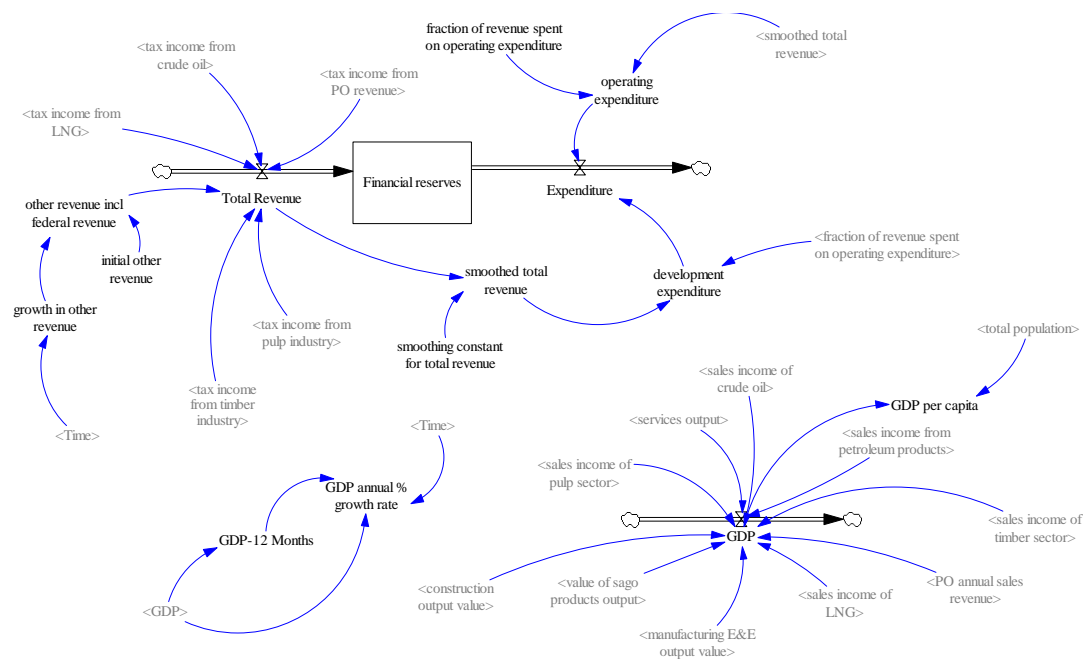 fraction of revenue spent
on operating expenditure
<smoothed total
revenue>
<tax income from
crude oil>
<tax income from
PO revenue>
operating
expenditure
<tax income from
LNG>
Financial reserves
Total Revenue
Expenditure
other revenue incl
federal revenue
initial other
revenue
<fraction of revenue spent
on operating expenditure>
smoothed total
revenue
development
expenditure
growth in other
revenue
<tax income from
pulp industry>
smoothing constant
for total revenue
<total population>
<tax income
from timber
industry>
<sales income of
crude oil>
GDP per capita
<Time>
<Time>
<services output>
<sales income from
petroleum products>
<sales income of
pulp sector>
GDP annual %
growth rate
<sales income of
timber sector>
GDP-12 Months
GDP
<construction
output value>
<value of sago
products output>
<sales income of
LNG>
<PO annual sales
revenue>
<GDP>
<manufacturing E&E
output value>